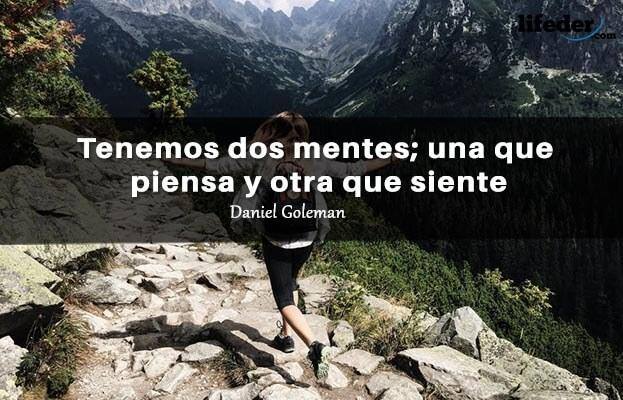 lifeder
.com
Tenemos dos mentes; una que
piensa y otra que siente
Daniel Goleman